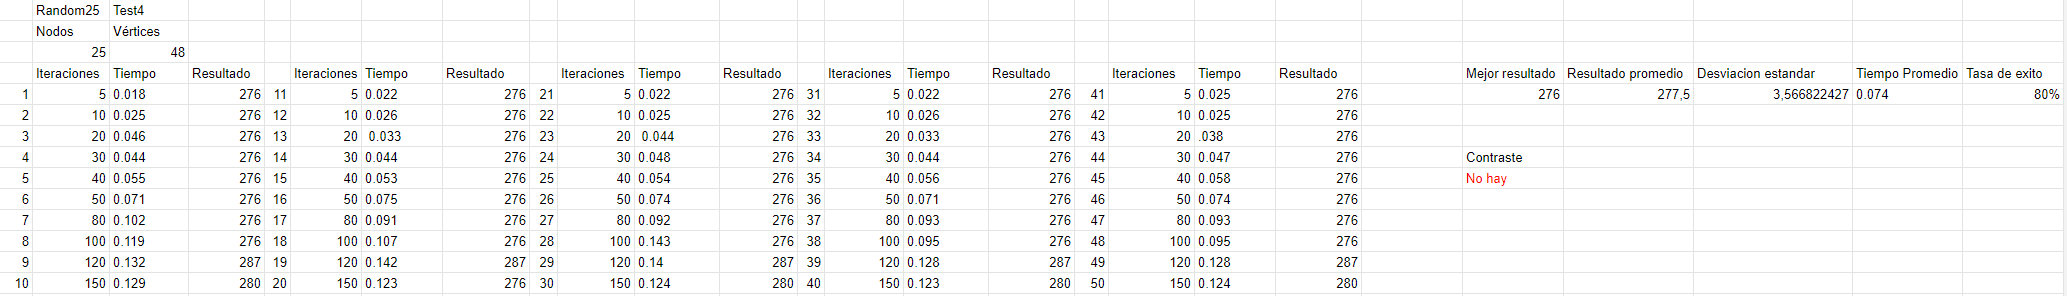 Random25 Test4
Nodos Vértices
25 48
Iteraciones Tiempo Resultado Iteraciones Tiempo Resultado Iteraciones Tiempo Resultado Iteraciones Tiempo Resultado Iteraciones Tiempo Resultado Mejor resultado Resultado promedio Desviacion estandar Tiempo Promedio Tasa de exito
1 5 0.018 276 11 5 0.022 276 21 5 0.022 276 31 5 0.022 276 41 5 0.025 276 276 277,5 3,566822427 0.074 80%
2 10 0.025 276 12 10 0.026 276 22 10 0.025 276 32 10 0.026 276 42 10 0.025 276
3 20 0.046 276 13 20 0.033 276 23 20 0.044 276 33 20 0.033 276 43 20 .038 276
4 30 0.044 276 14 30 0.044 276 24 30 0.048 276 34 30 0.044 276 44 30 0.047 276 Contraste
5 40 0.055 276 15 40 0.053 276 25 40 0.054 276 35 40 0.056 276 45 40 0.058 276 No hay
6 50 0.071 276 16 50 0.075 276 26 50 0.074 276 36 50 0.071 276 46 50 0.074 276
7 80 0.102 276 17 80 0.091 276 27 80 0.092 276 37 80 0.093 276 47 80 0.093 276
8 100 0.119 276 18 100 0.107 276 28 100 0.143 276 38 100 0.095 276 48 100 0.095 276
9 120 0.132 287 19 120 0.142 287 29 120 0.14 287 39 120 0.128 287 49 120 0.128 287
10 150 0.129 280 20 150 0.123 276 30 150 0.124 280 40 150 0.123 280 50 150 0.124 280